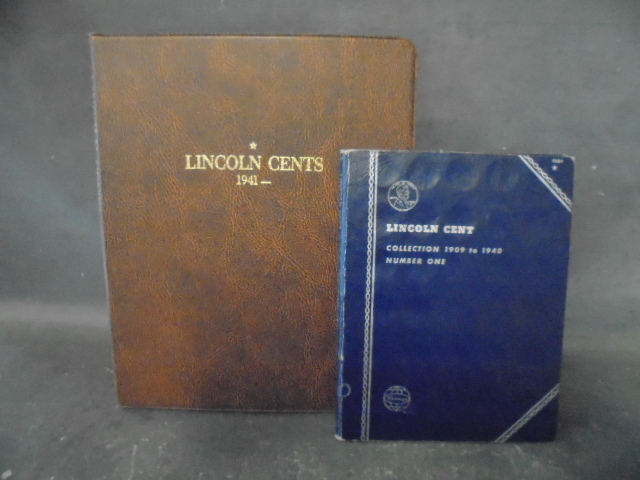 LINCOLN CENTS
1941—
LINCOLN CENT
COLLECTION 1909 to 1940
NUMBER ONE